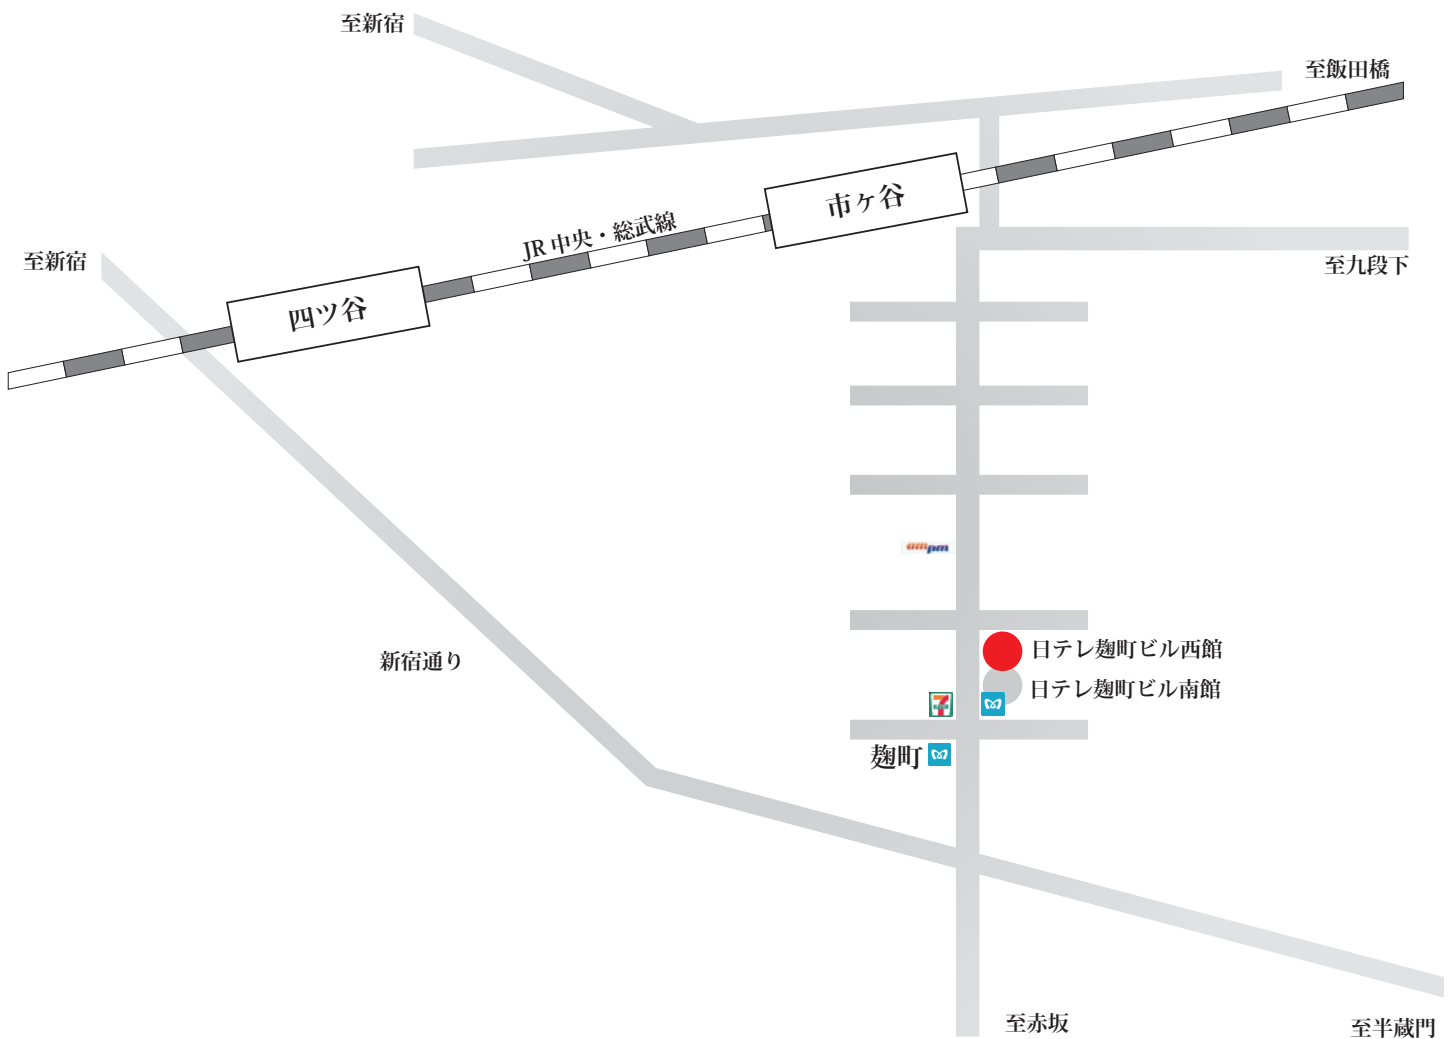 至新宿
至飯田橋
市ヶ谷
JR 中央・総武線
至新宿
至九段下
四ツ谷
ampm
日テレ麹町ビル西館
新宿通り
日テレ麹町ビル南館
7
麹町
至赤坂
至半蔵門